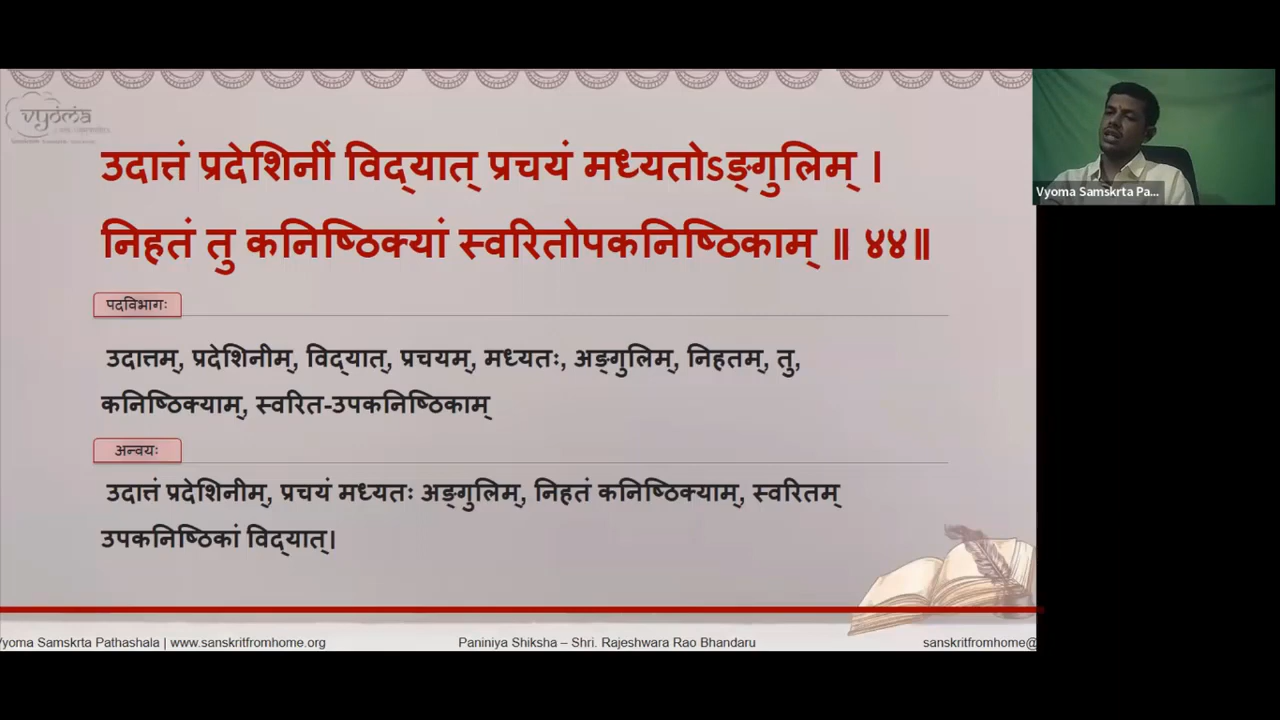 vyoma
उदात्तं प्रदेशिनीं विद्यात् प्रचयं मध्यतोऽङ्गुलिम् ।
निहतं तु कनिष्ठिक्यां स्वरितोपकनिष्ठिकाम् ॥ ४४॥
पदविभागः
उदात्तम्, प्रदेशिनीम्, विद्यात्, प्रचयम्, मध्यतः, अङ्गुलिम्, निहतम्, तु,
कनिष्ठिक्याम्, स्वरित-उपकनिष्ठिकाम्
अन्वयः
उदात्तं प्रदेशिनीम्, प्रचयं मध्यतः अङ्गुलिम्, निहतं कनिष्ठिक्याम्, स्वरितम्
उपकनिष्ठिकां विद्यात्।
Vyoma Samskrta Pathashala | www.sanskritfromhome.org
Paniniya Shiksha – Shri. Rajeshwara Rao Bhandaru
sanskritfromhome@
Vyoma Samskrta Pa...